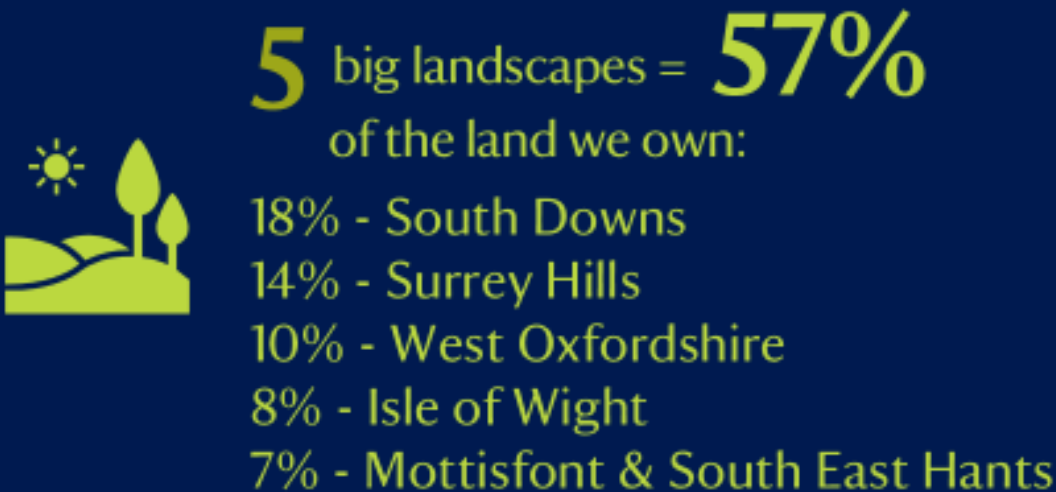 5 big landscapes = 57%
of the land we own:
18% - South Downs
14% - Surrey Hills
10% - West Oxfordshire
8% - Isle of Wight
7% - Mottisfont & South East Hants